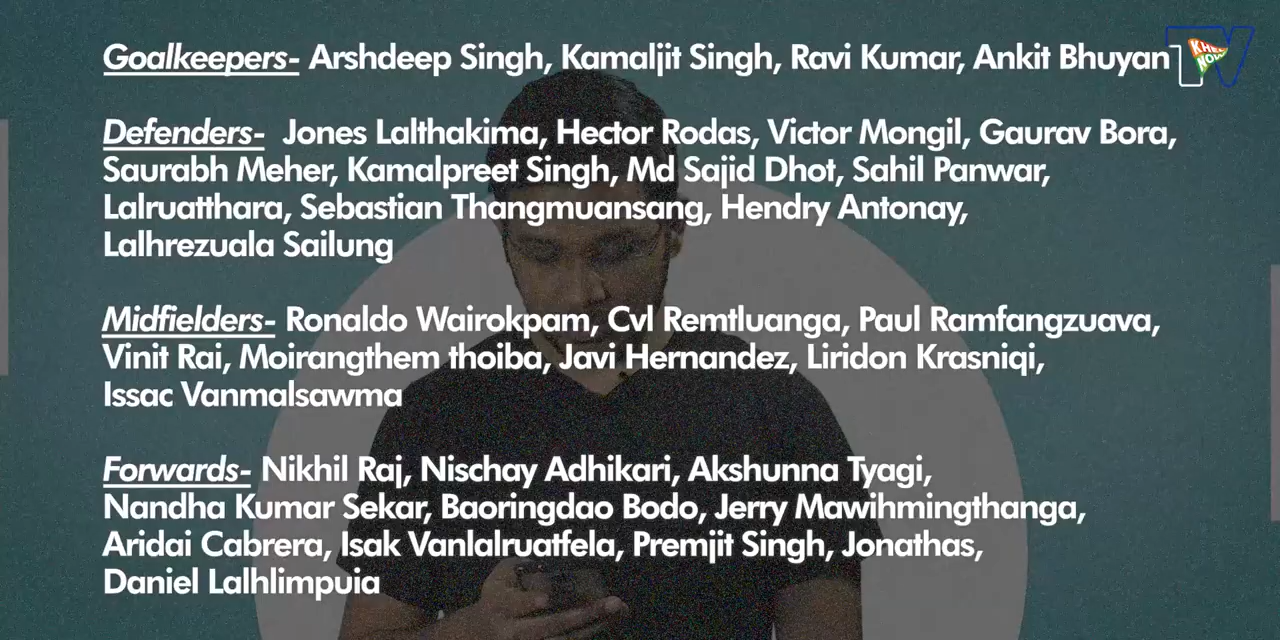 Goalkeepers- Arshdeep Singh, Kamaljit Singh, Ravi Kumar, Ankit Bhuyan
KHEL NOW
TV
Defenders- Jones Lalthakima, Hector Rodas, Victor Mongil, Gaurav Bora,
Saurabh Meher, Kamalpreet Singh, Md Sajid Dhot, Sahil Panwar,
Lalruatthara, Sebastian Thangmuansang, Hendry Antonay,
Lalhrezuala Sailung
Midfielders- Ronaldo Wairokpam, Cvl Remtluanga, Paul Ramfangzuava,
Vinit Rai, Moirangthem thoiba, Javi Hernandez, Liridon Krasniqi,
Issac Vanmalsawma
Forwards- Nikhil Raj, Nischay Adhikari, Akshunna Tyagi,
Nandha Kumar Sekar, Baoringdao Bodo, Jerry Mawihmingthanga,
Aridai Cabrera, Isak Vanlalruatfela, Premjit Singh, Jonathas,
Daniel Lalhlimpuia